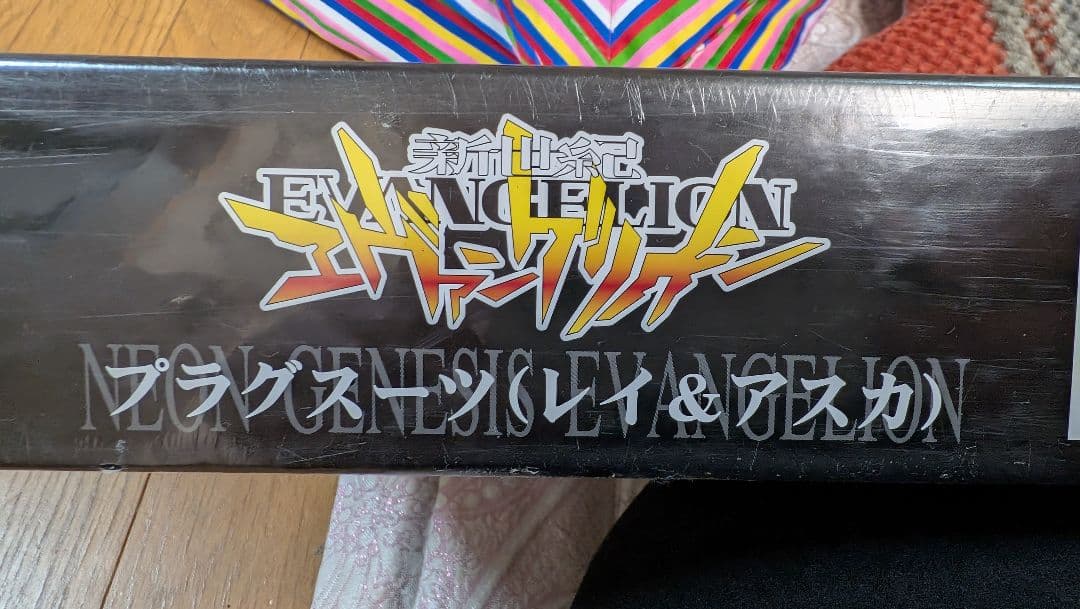 新世紀
EVANGELION
エヴァンゲリオン
NEON GENESIS EVANGELION
プラグスーツ(レイ&アスカ)